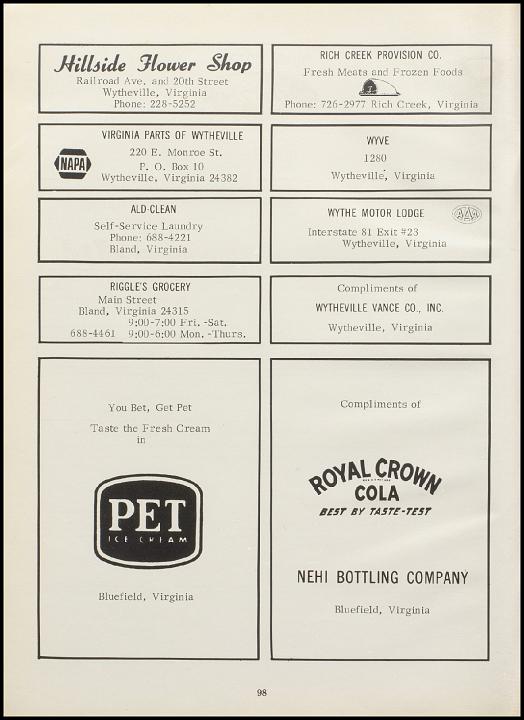 Hillside Flower Shop
Railroad Ave. and 20th Street
Wytheville, Virginia
Phone: 228-5252
RICH CREEK PROVISION CO.
Fresh Meats and Frozen Foods
Phone: 726-2977 Rich Creek, Virginia
NAPA
VIRGINIA PARTS OF WYTHEVILLE
220 E. Monroe St.
P. O. Box 10
Wytheville, Virginia 24382
WYVE
1280
Wytheville, Virginia
ALD-CLEAN
Self-Service Laundry
Phone: 688-4221
Bland, Virginia
WYTHE MOTOR LODGE
AAA
Interstate 81 Exit #23
Wytheville, Virginia
RIGGLE'S GROCERY
Main Street
Bland, Virginia 24315
9:00-7:00 Fri. -Sat.
688-4461 9:00-6:00 Mon. -Thurs.
Compliments of
WYTHEVILLE VANCE CO., INC.
Wytheville, Virginia
You Bet, Get Pet
Taste the Fresh Cream
in
PET
ICE CREAM
Bluefield, Virginia
Compliments of
ROYAL CROWN
COLA
BEST BY TASTE-TEST
NEHI BOTTLING COMPANY
Bluefield, Virginia
98